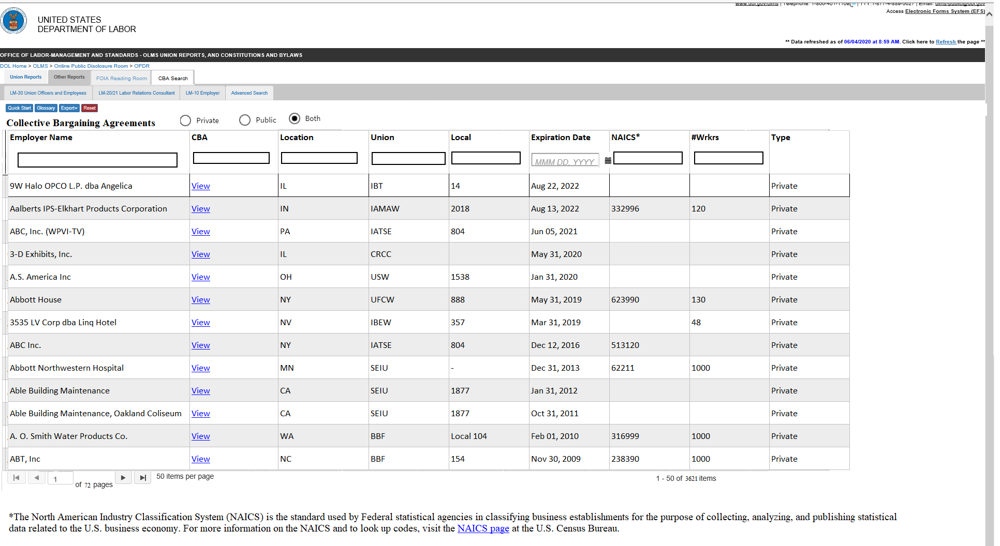 www.dol.gov/olms | Telephone: 1-866-401-1109 | TTY:1-877-4-889-5627 | Email: olms-public@dol.gov
Access Electronic Forms System (EFS)
UNITED STATES
DEPARTMENT OF LABOR
** Data refreshed as of 06/04/2020 at 8:59 AM. Click here to Refresh the page **
OFFICE OF LABOR-MANAGEMENT AND STANDARDS - OLMS UNION REPORTS, AND CONSTITUTIONS AND BYLAWS
DOL Home > OLMS > Online Public Disclosure Room > OPDR
Union Reports Other Reports FOIA Reading Room CBA Search
LM-30 Union Officers and Employees LM-20/21 Labor Relations Consultant LM-10 Employer Advanced Search
Quick Start Glossary Export Reset
Collective Bargaining Agreements Private Public Both
Employer Name CBA Location Union Local Expiration Date NAICS* #Wrkrs Type
MMM DD, YYYY
9W Halo OPCO L.P. dba Angelica View IL IBT 14 Aug 22, 2022 Private
Aalberts IPS-Elkhart Products Corporation View IN IAMAW 2018 Aug 13, 2022 332996 120 Private
ABC, Inc. (WPVI-TV) View PA IATSE 804 Jun 05, 2021 Private
3-D Exhibits, Inc. View IL CRCC May 31, 2020 Private
A.S. America Inc View OH USW 1538 Jan 31, 2020 Private
Abbott House View NY UFCW 888 May 31, 2019 623990 130 Private
3535 LV Corp dba Linq Hotel View NV IBEW 357 Mar 31, 2019 48 Private
ABC Inc. View NY IATSE 804 Dec 12, 2016 513120 Private
Abbott Northwestern Hospital View MN SEIU - Dec 31, 2013 62211 1000 Private
Able Building Maintenance View CA SEIU 1877 Jan 31, 2012 Private
Able Building Maintenance, Oakland Coliseum View CA SEIU 1877 Oct 31, 2011 Private
A. O. Smith Water Products Co. View WA BBF Local 104 Feb 01, 2010 316999 1000 Private
ABT, Inc View NC BBF 154 Nov 30, 2009 238390 1000 Private
1 of 72 pages 50 items per page 1 - 50 of 3621 items
*The North American Industry Classification System (NAICS) is the standard used by Federal statistical agencies in classifying business establishments for the purpose of collecting, analyzing, and publishing statistical
data related to the U.S. business economy. For more information on the NAICS and to look up codes, visit the NAICS page at the U.S. Census Bureau.